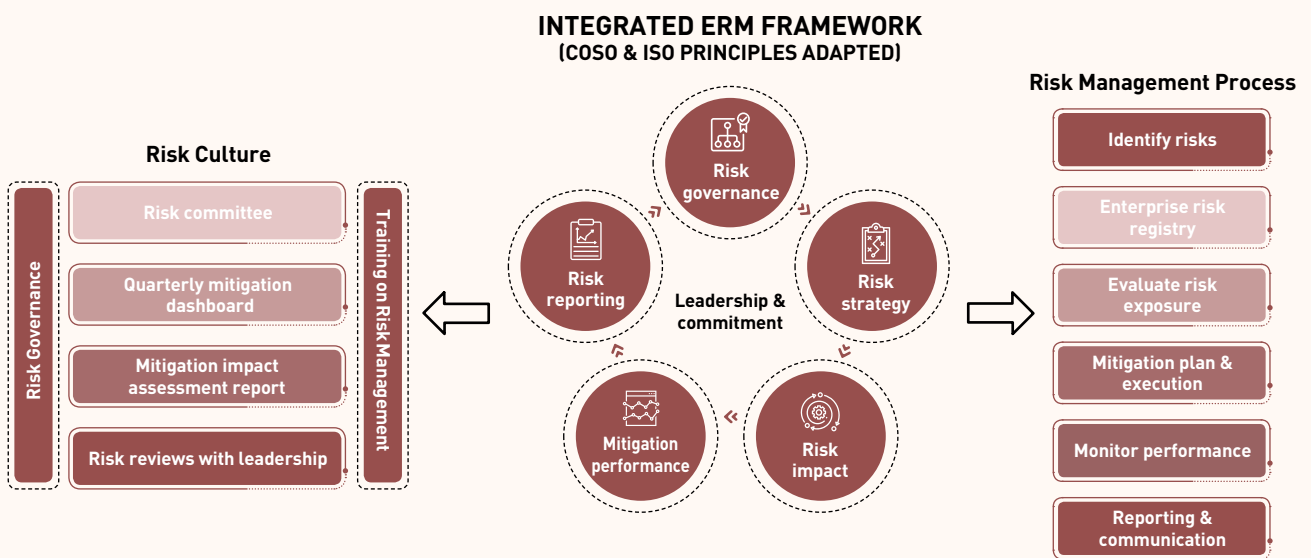 INTEGRATED ERM FRAMEWORK
(COSO & ISO PRINCIPLES ADAPTED)
Risk Culture
Risk Governance
Risk committee
Quarterly mitigation
dashboard
Mitigation impact
assessment report
Risk reviews with leadership
Training on Risk Management
Risk
governance
Risk
strategy
Risk
impact
Mitigation
performance
Risk
reporting
Leadership &
commitment
Risk Management Process
Identify risks
Enterprise risk
registry
Evaluate risk
exposure
Mitigation plan &
execution
Monitor performance
Reporting &
communication